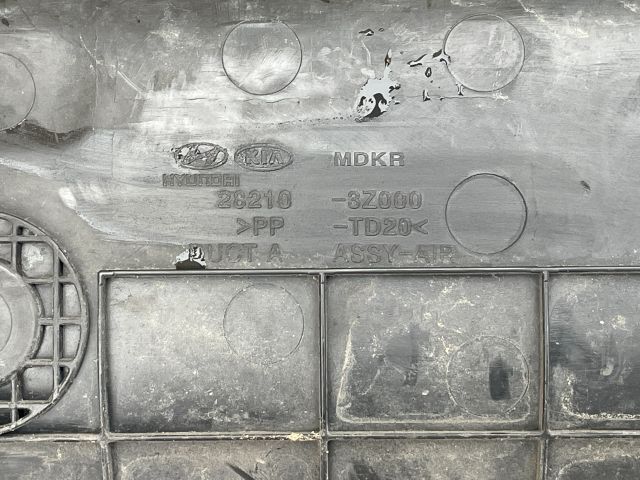 KIA MDKR
HYUNDAI
28210 -3Z000
>PP -TD20<
DUCT A ASSY-AIR